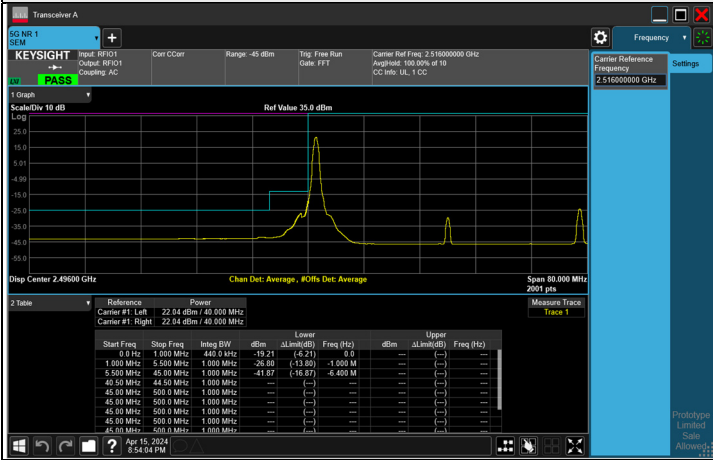 Transceiver A
5G NR 1
SEM
Frequency
KEYSIGHT
Input: RFIO1
Output: RFIO1
Coupling: AC
Corr CCorr
Range: -45 dBm
Trig: Free Run
Gate: FFT
Carrier Ref Freq: 2.516000000 GHz
Avg|Hold: 100.00% of 10
CC Info: UL, 1 CC
PASS
Carrier Reference
Frequency
2.516000000 GHz
Settings
1 Graph
Scale/Div 10 dB
Ref Value 35.0 dBm
Log
25.0
15.0
5.01
-4.99
-15.0
-25.0
-35.0
-45.0
-55.0
Disp Center 2.49600 GHz
Chan Det: Average , #Offs Det: Average
Span 80.000 MHz
2001 pts
2 Table
Reference Power
Carrier #1: Left 22.04 dBm / 40.000 MHz
Carrier #1: Right 22.04 dBm / 40.000 MHz
Measure Trace
Trace 1
Lower Upper
Start Freq Stop Freq Integ BW dBm ΔLimit(dB) Freq (Hz) dBm ΔLimit(dB) Freq (Hz)
0.0 Hz 1.000 MHz 440.0 kHz -19.21 (-6.21) 0.0 --- (---) ---
1.000 MHz 5.500 MHz 1.000 MHz -26.80 (-13.80) -1.000 M --- (---) ---
5.500 MHz 45.00 MHz 1.000 MHz -41.87 (-16.87) -6.400 M --- (---) ---
40.50 MHz 44.50 MHz 1.000 MHz --- (---) --- --- (---) ---
45.00 MHz 500.0 MHz 1.000 MHz --- (---) --- --- (---) ---
45.00 MHz 500.0 MHz 1.000 MHz --- (---) --- --- (---) ---
45.00 MHz 500.0 MHz 1.000 MHz --- (---) --- --- (---) ---
45.00 MHz 500.0 MHz 1.000 MHz --- (---) --- --- (---) ---
Prototype
Limited
Sale
Allowed
?
Apr 15, 2024
8:54:04 PM